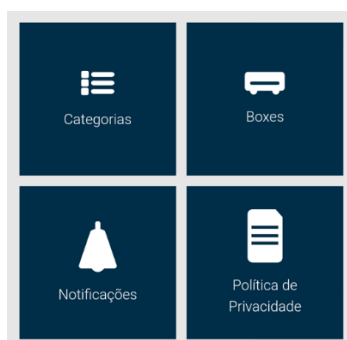 Categorias
Boxes
Notificações
Política de
Privacidade